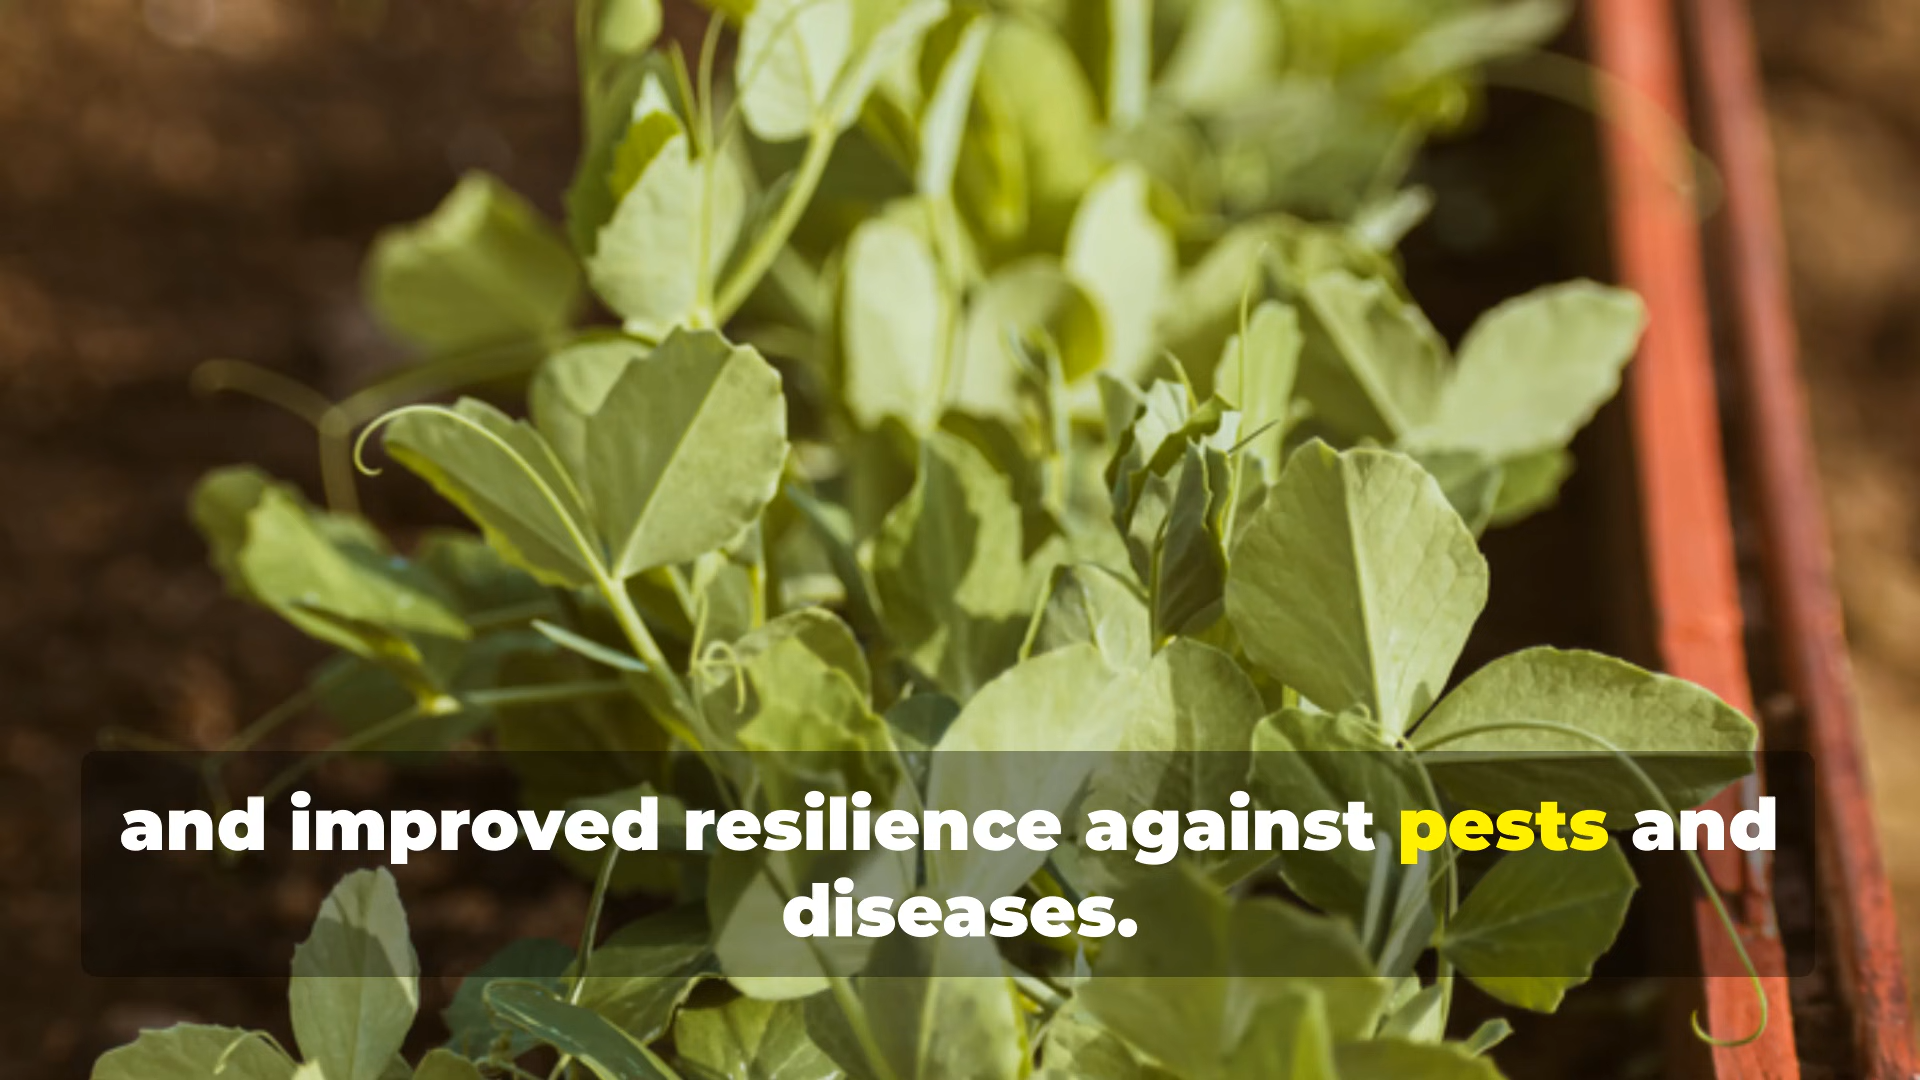 and improved resilience against pests and
diseases.